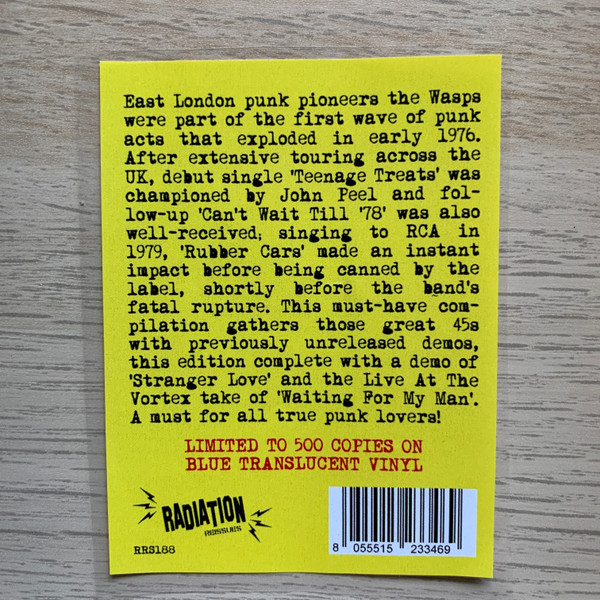 East London punk pioneers the Wasps
were part of the first wave of punk
acts that exploded in early 1976.
After extensive touring across the
UK, debut single 'Teenage Treats' was
championed by John Peel and fol-
low-up 'Can't Wait Till '78' was also
well-received; singing to RCA in
1979, 'Rubber Cars' made an instant
impact before being canned by the
label, shortly before the band's
fatal rupture. This must-have com-
pilation gathers those great 45s
with previously unreleased demos,
this edition complete with a demo of
'Stranger Love' and the Live At The
Vortex take of 'Waiting For My Man'.
A must for all true punk lovers!
LIMITED TO 500 COPIES ON
BLUE TRANSLUCENT VINYL
RADIATION
REISSUES
RRS188
8 055515 233469